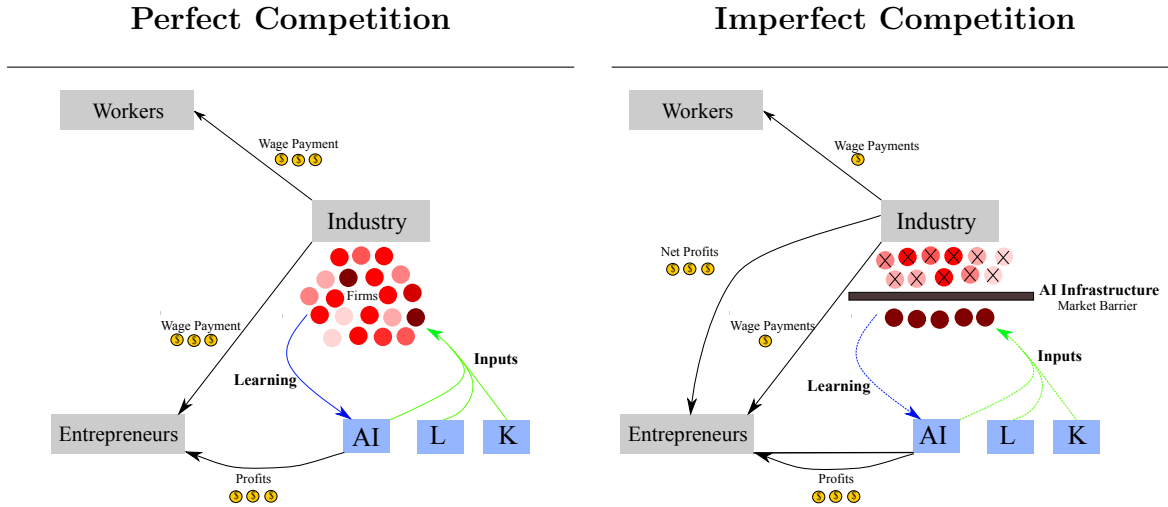 Perfect Competition
Workers
Wage Payment
$ $ $
Industry
Firms
Wage Payment
$ $ $
Learning
Inputs
Entrepreneurs
AI
L
K
Profits
$ $ $
Imperfect Competition
Workers
Wage Payments
$
Industry
Net Profits
$ $ $
AI Infrastructure
Market Barrier
Wage Payments
$
Inputs
Learning
Entrepreneurs
AI
L
K
Profits
$ $ $